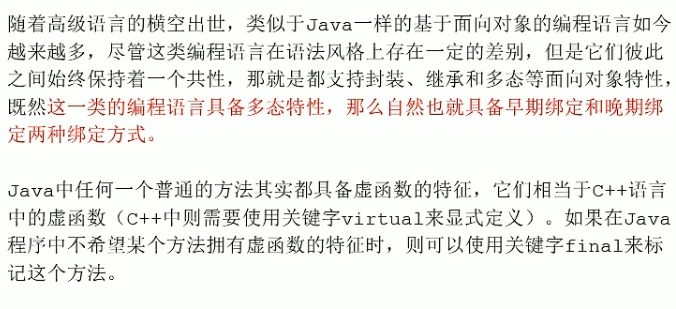 随着高级语言的横空出世，类似于Java一样的基于面向对象的编程语言如今
越来越多，尽管这类编程语言在语法风格上存在一定的差别，但是它们彼此
之间始终保持着一个共性，那就是都支持封装、继承和多态等面向对象特性，
既然这一类的编程语言具备多态特性，那么自然也就具备早期绑定和晚期绑
定两种绑定方式。
Java中任何一个普通的方法其实都具备虚函数的特征，它们相当于C++语言
中的虚函数（C++中则需要使用关键字virtual来显式定义）。如果在Java
程序中不希望某个方法拥有虚函数的特征时，则可以使用关键字final来标
记这个方法。